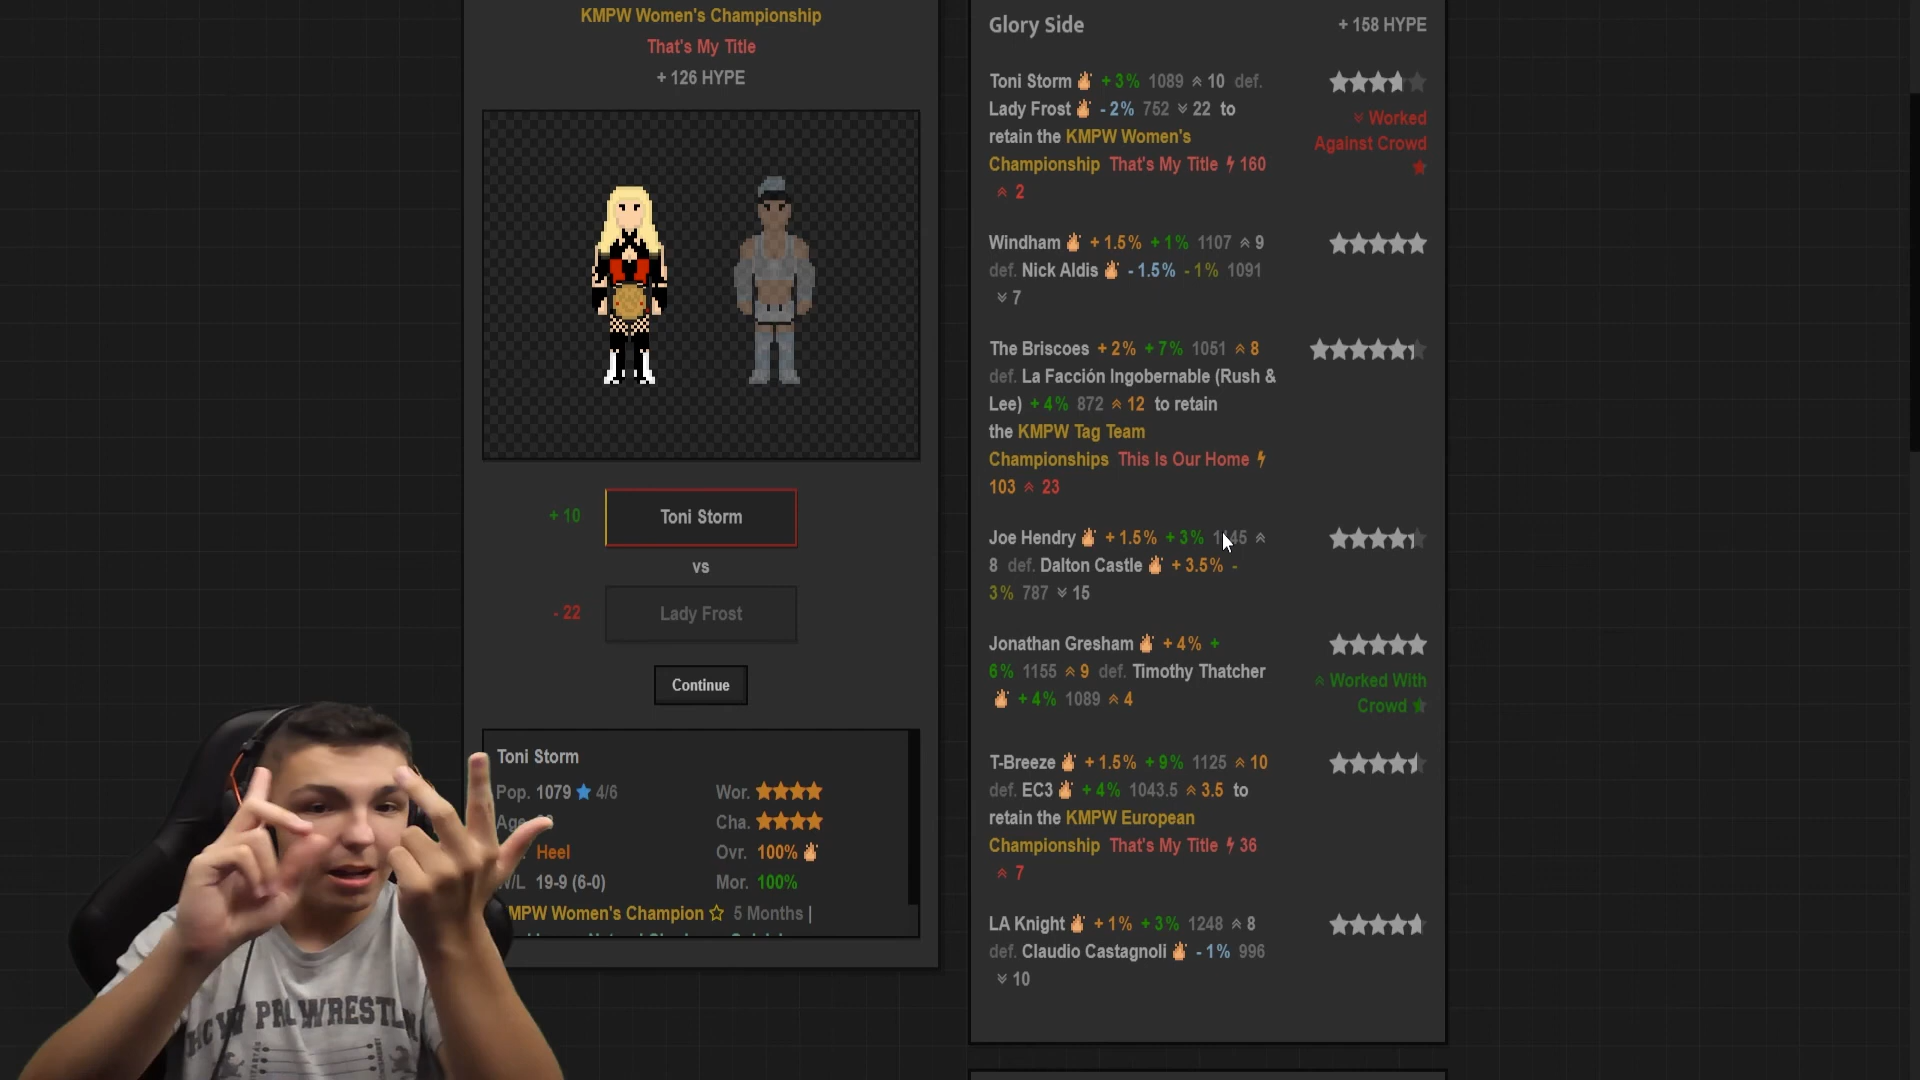 KMPW Women's Championship
That's My Title
+ 126 HYPE
+ 10
Toni Storm
vs
- 22
Lady Frost
Continue
Toni Storm
Pop. 1079 4/6
Wor.
Age
Cha.
Heel
Ovr. 100%
W/L 19-9 (6-0)
Mor. 100%
MPW Women's Champion 5 Months |
Glory Side
+ 158 HYPE
Toni Storm + 3% 1089 10 def.
Lady Frost - 2% 752 22 to
retain the KMPW Women's
Championship That's My Title 160
2
Worked
Against Crowd
Windham + 1.5% + 1% 1107 9
def. Nick Aldis - 1.5% - 1% 1091
7
The Briscoes + 2% + 7% 1051 8
def. La Facción Ingobernable (Rush &
Lee) + 4% 872 12 to retain
the KMPW Tag Team
Championships This Is Our Home
103 23
Joe Hendry + 1.5% + 3% 1145
8 def. Dalton Castle + 3.5% -
3% 787 15
Jonathan Gresham + 4% +
6% 1155 9 def. Timothy Thatcher
+ 4% 1089 4
Worked With
Crowd
T-Breeze + 1.5% + 9% 1125 10
def. EC3 + 4% 1043.5 3.5 to
retain the KMPW European
Championship That's My Title 36
7
LA Knight + 1% + 3% 1248 8
def. Claudio Castagnoli - 1% 996
10
PRO WRESTLING